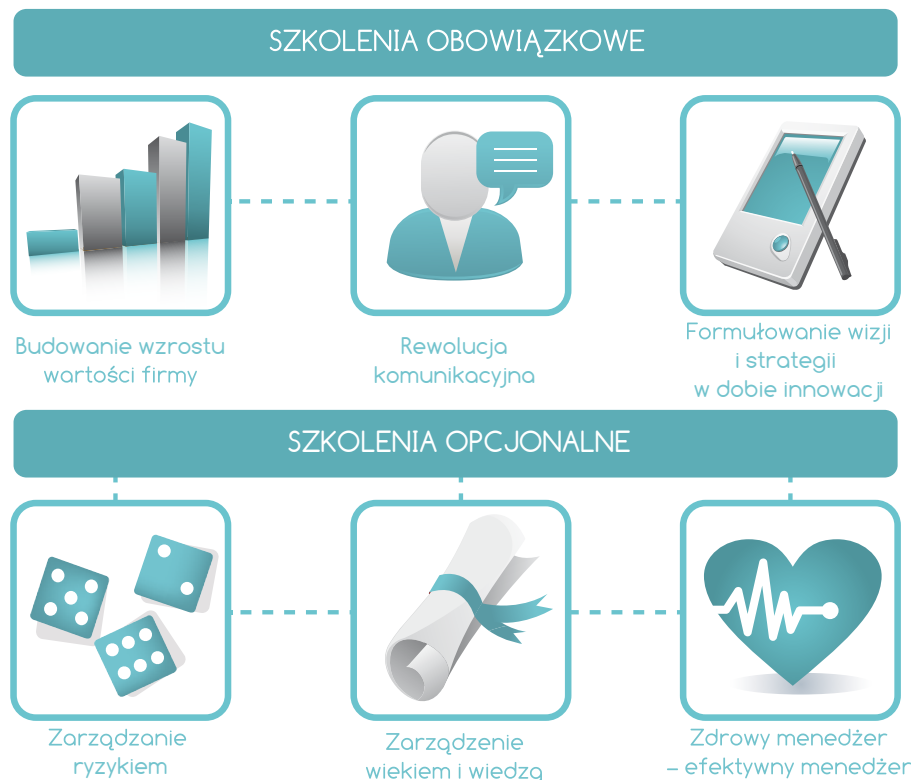 SZKOLENIA OBOWIĄZKOWE
Budowanie wzrostu
wartości firmy
Rewolucja
komunikacyjna
Formułowanie wizji
i strategii
w dobie innowacji
SZKOLENIA OPCJONALNE
Zarządzanie
ryzykiem
Zarządzenie
wiekiem i wiedzą
Zdrowy menedżer
– efektywny menedżer